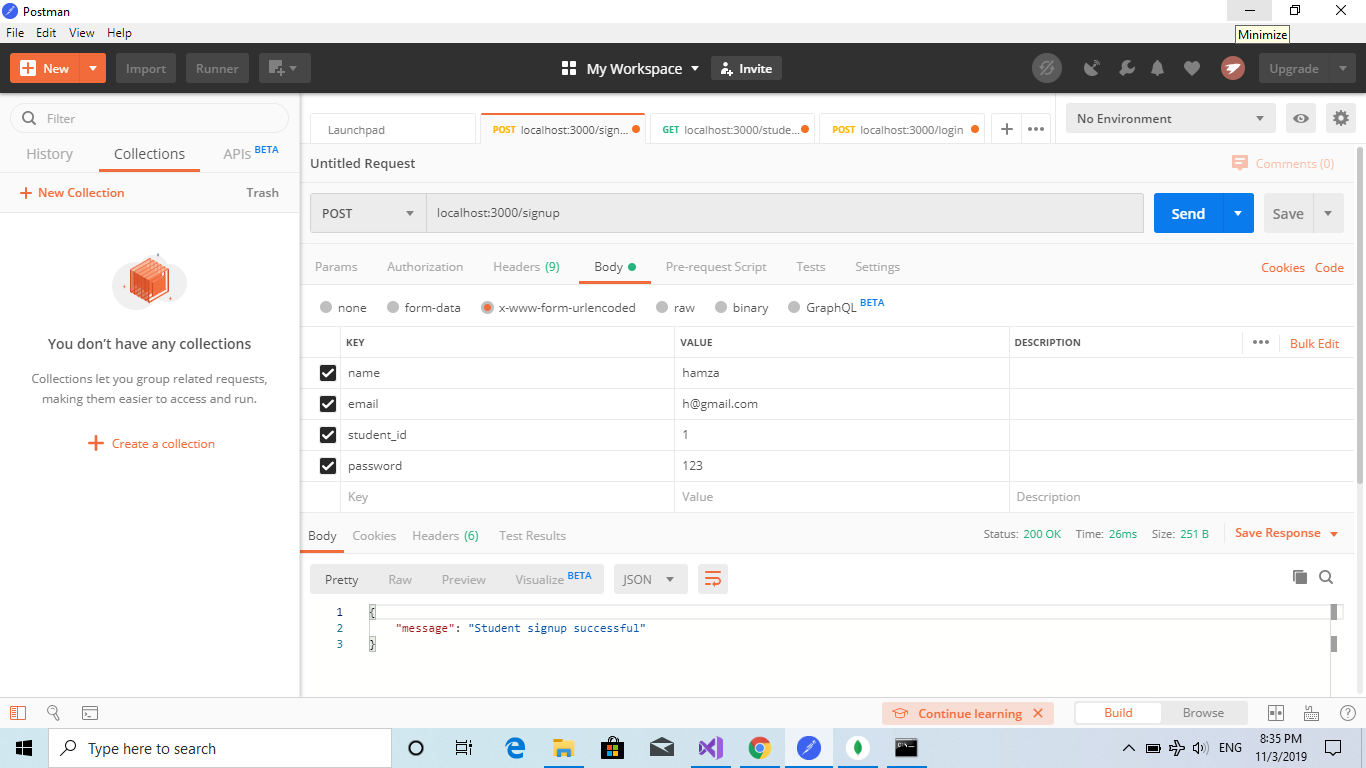 Postman
File Edit View Help
Minimize
New Import Runner My Workspace Invite Upgrade
Filter
History Collections APIs BETA
New Collection Trash
You don't have any collections
Collections let you group related requests,
making them easier to access and run.
Create a collection
Launchpad POST localhost:3000/sign... GET localhost:3000/stude... POST localhost:3000/login No Environment
Untitled Request Comments (0)
POST localhost:3000/signup Send Save
Params Authorization Headers (9) Body Pre-request Script Tests Settings Cookies Code
none form-data x-www-form-urlencoded raw binary GraphQL BETA
KEY VALUE DESCRIPTION Bulk Edit
name hamza
email h@gmail.com
student_id 1
password 123
Key Value Description
Body Cookies Headers (6) Test Results Status: 200 OK Time: 26ms Size: 251 B Save Response
Pretty Raw Preview Visualize BETA JSON
1 {
2 "message": "Student signup successful"
3 }
Continue learning Build Browse
Type here to search ENG 8:35 PM
11/3/2019